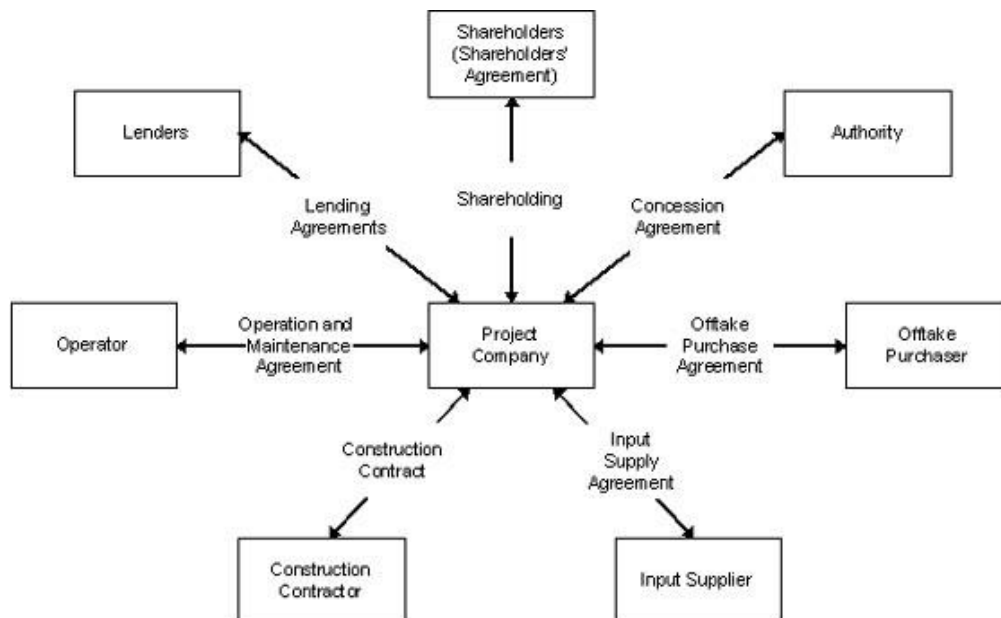 Shareholders
(Shareholders'
Agreement)
Lenders
Authority
Lending
Agreements
Shareholding
Concession
Agreement
Operator
Operation and
Maintenance
Agreement
Project
Company
Offtake
Purchase
Agreement
Offtake
Purchaser
Construction
Contract
Input
Supply
Agreement
Construction
Contractor
Input Supplier